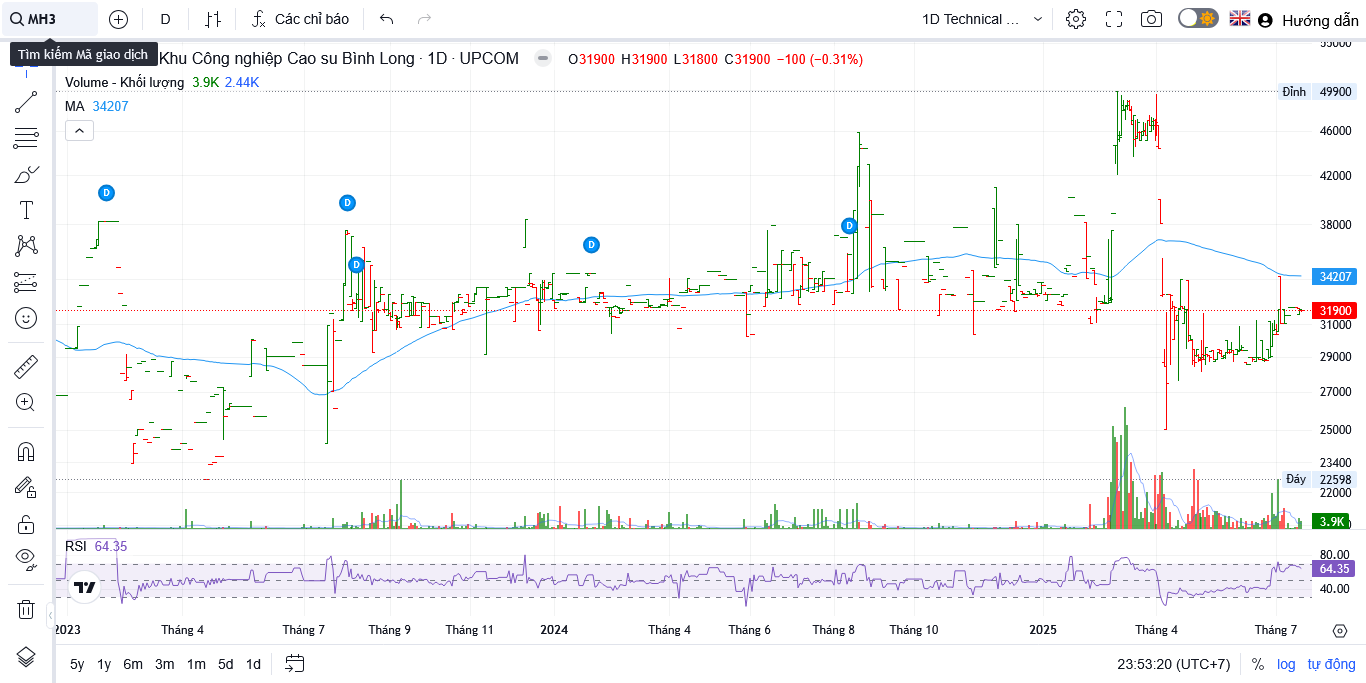 MH3 D Các chỉ báo 1D Technical ... Hướng dẫn
Tìm kiếm Mã giao dịch
Khu Công nghiệp Cao su Bình Long · 1D · UPCOM O31900 H31900 L31800 C31900 −100 (−0.31%)
Volume - Khối lượng 3.9K 2.44K
MA 34207
D
D
D
D
D
55000
Đỉnh 49900
46000
42000
38000
34207
31900
31000
29000
27000
25000
23400
Đáy 22598
22000
3.9K
RSI 64.35
80.00
64.35
40.00
2023 Tháng 4 Tháng 7 Tháng 9 Tháng 11 2024 Tháng 4 Tháng 6 Tháng 8 Tháng 10 2025 Tháng 4 Tháng 7
5y 1y 6m 3m 1m 5d 1d 23:53:20 (UTC+7) % log tự động